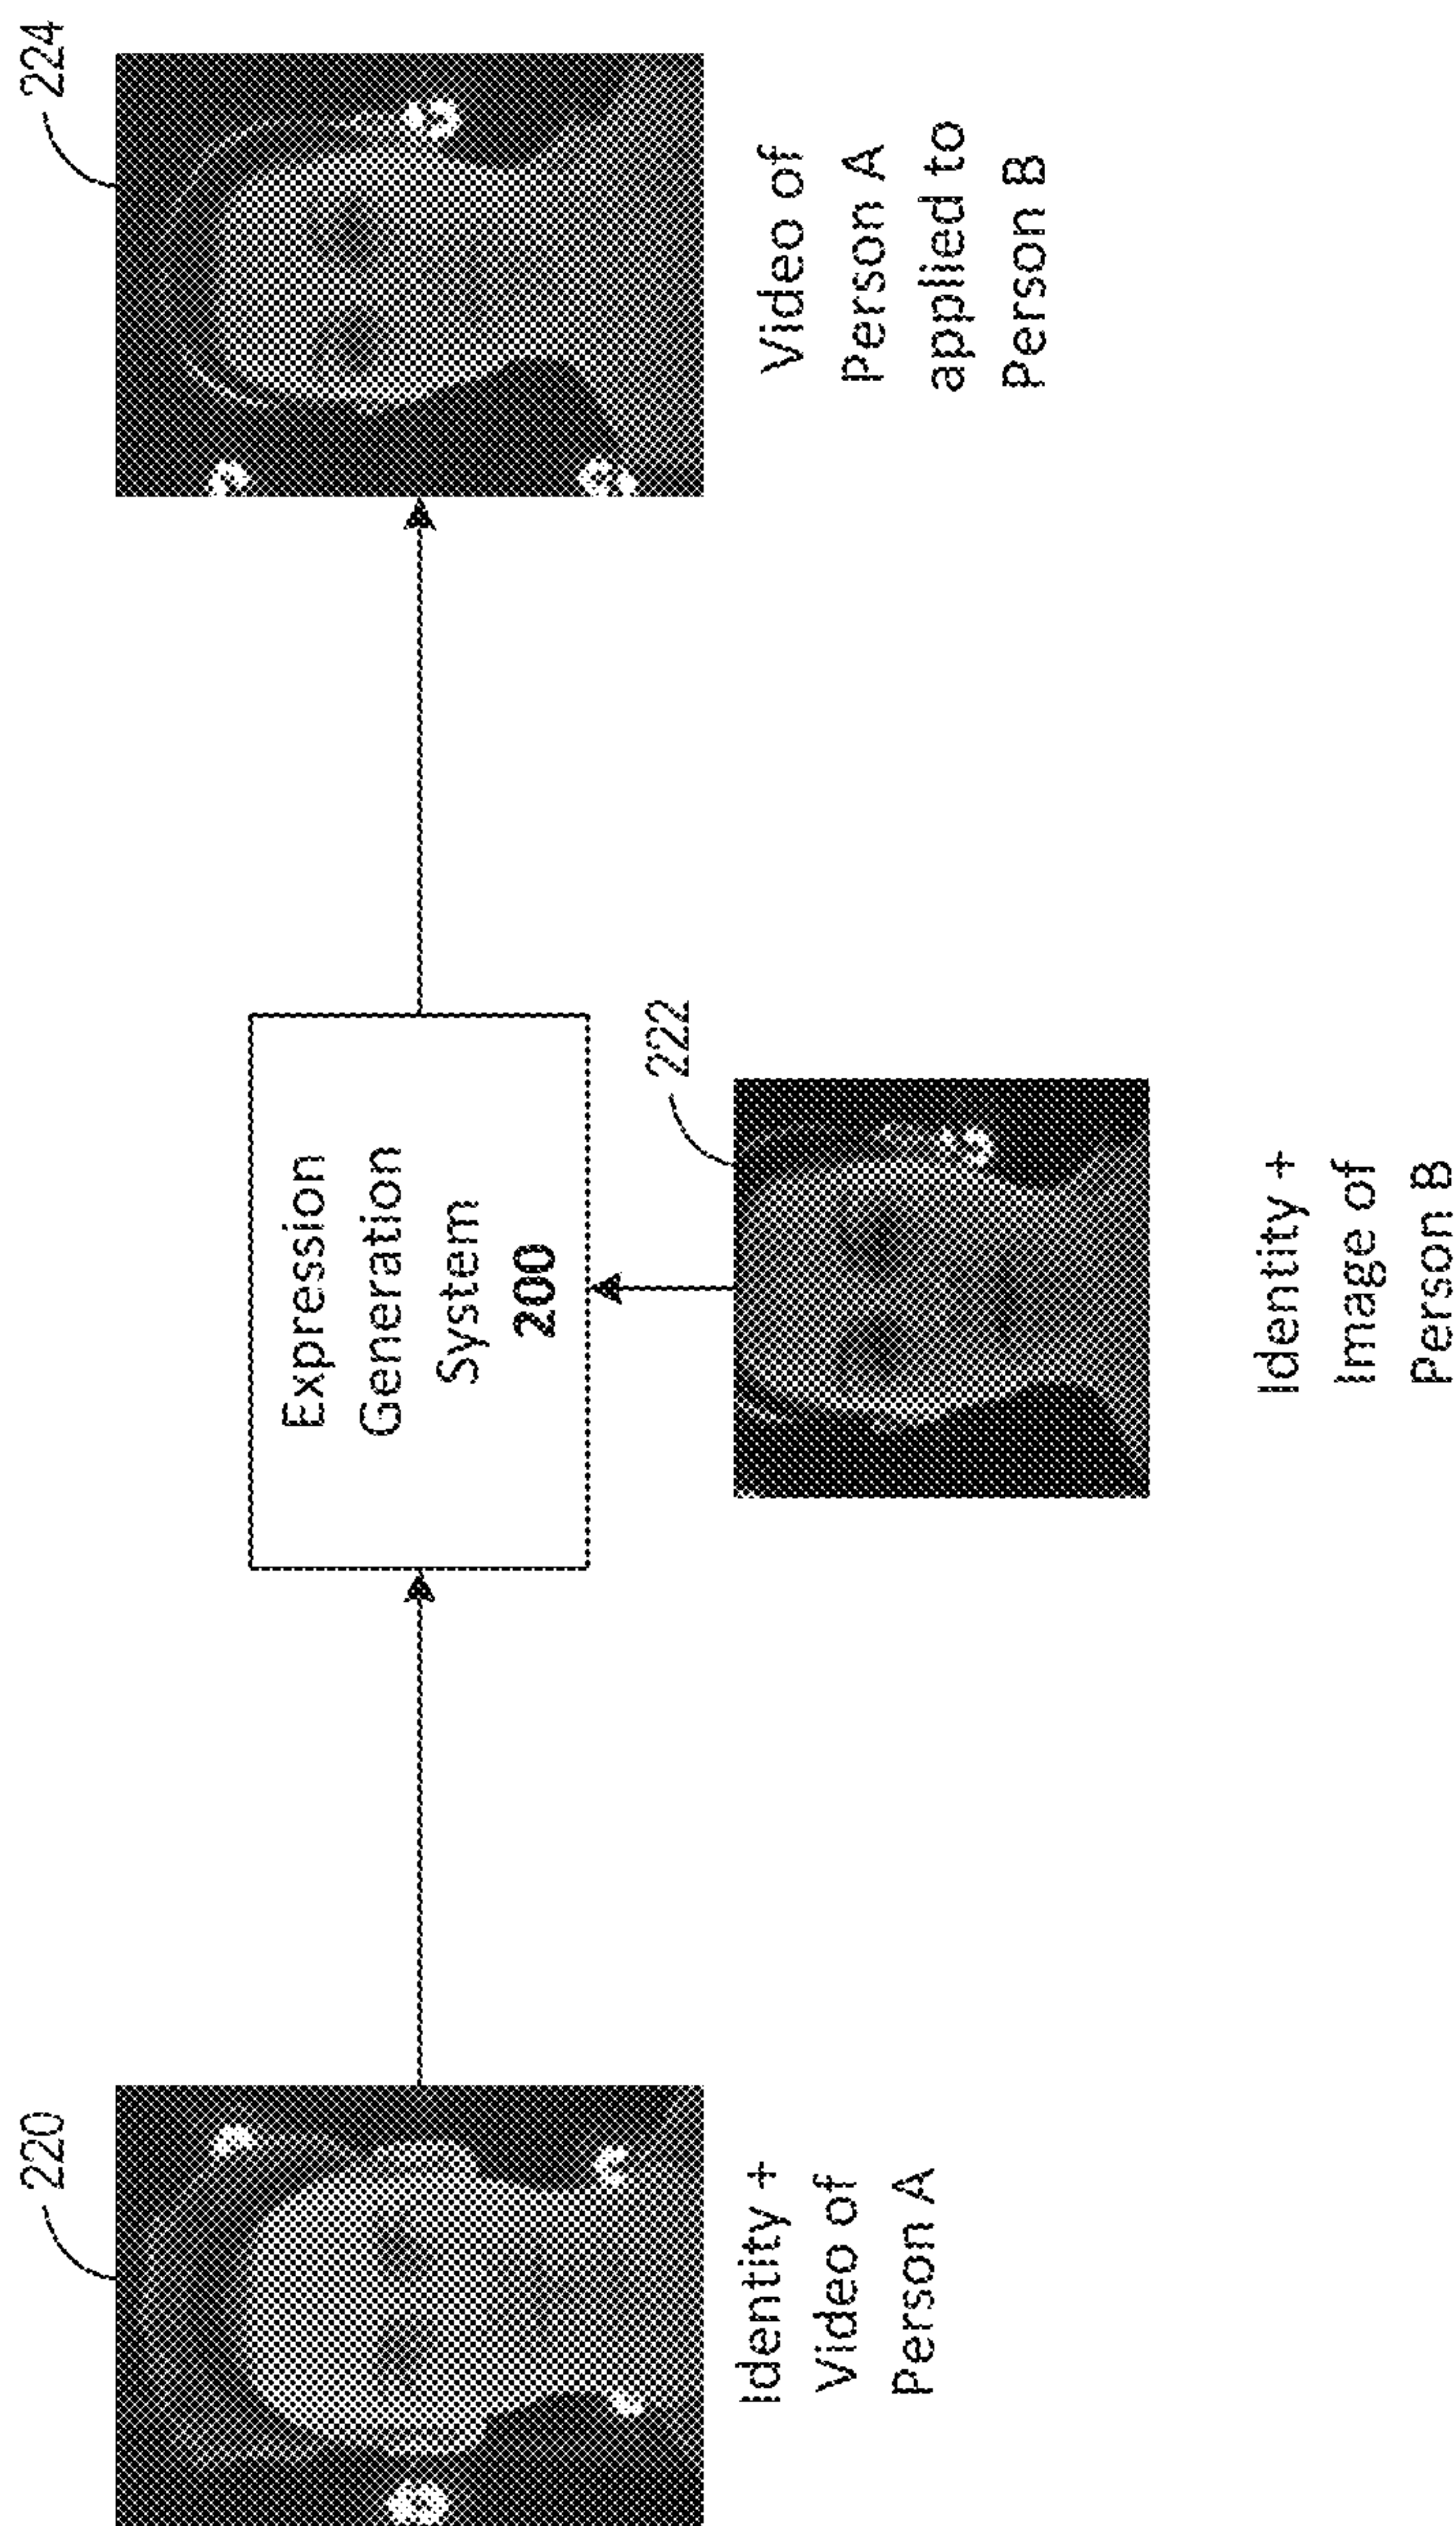 220
Identity +
Video of
Person A
Expression
Generation
System
200
222
Identity +
Image of
Person B
224
Video of
Person A
applied to
Person B